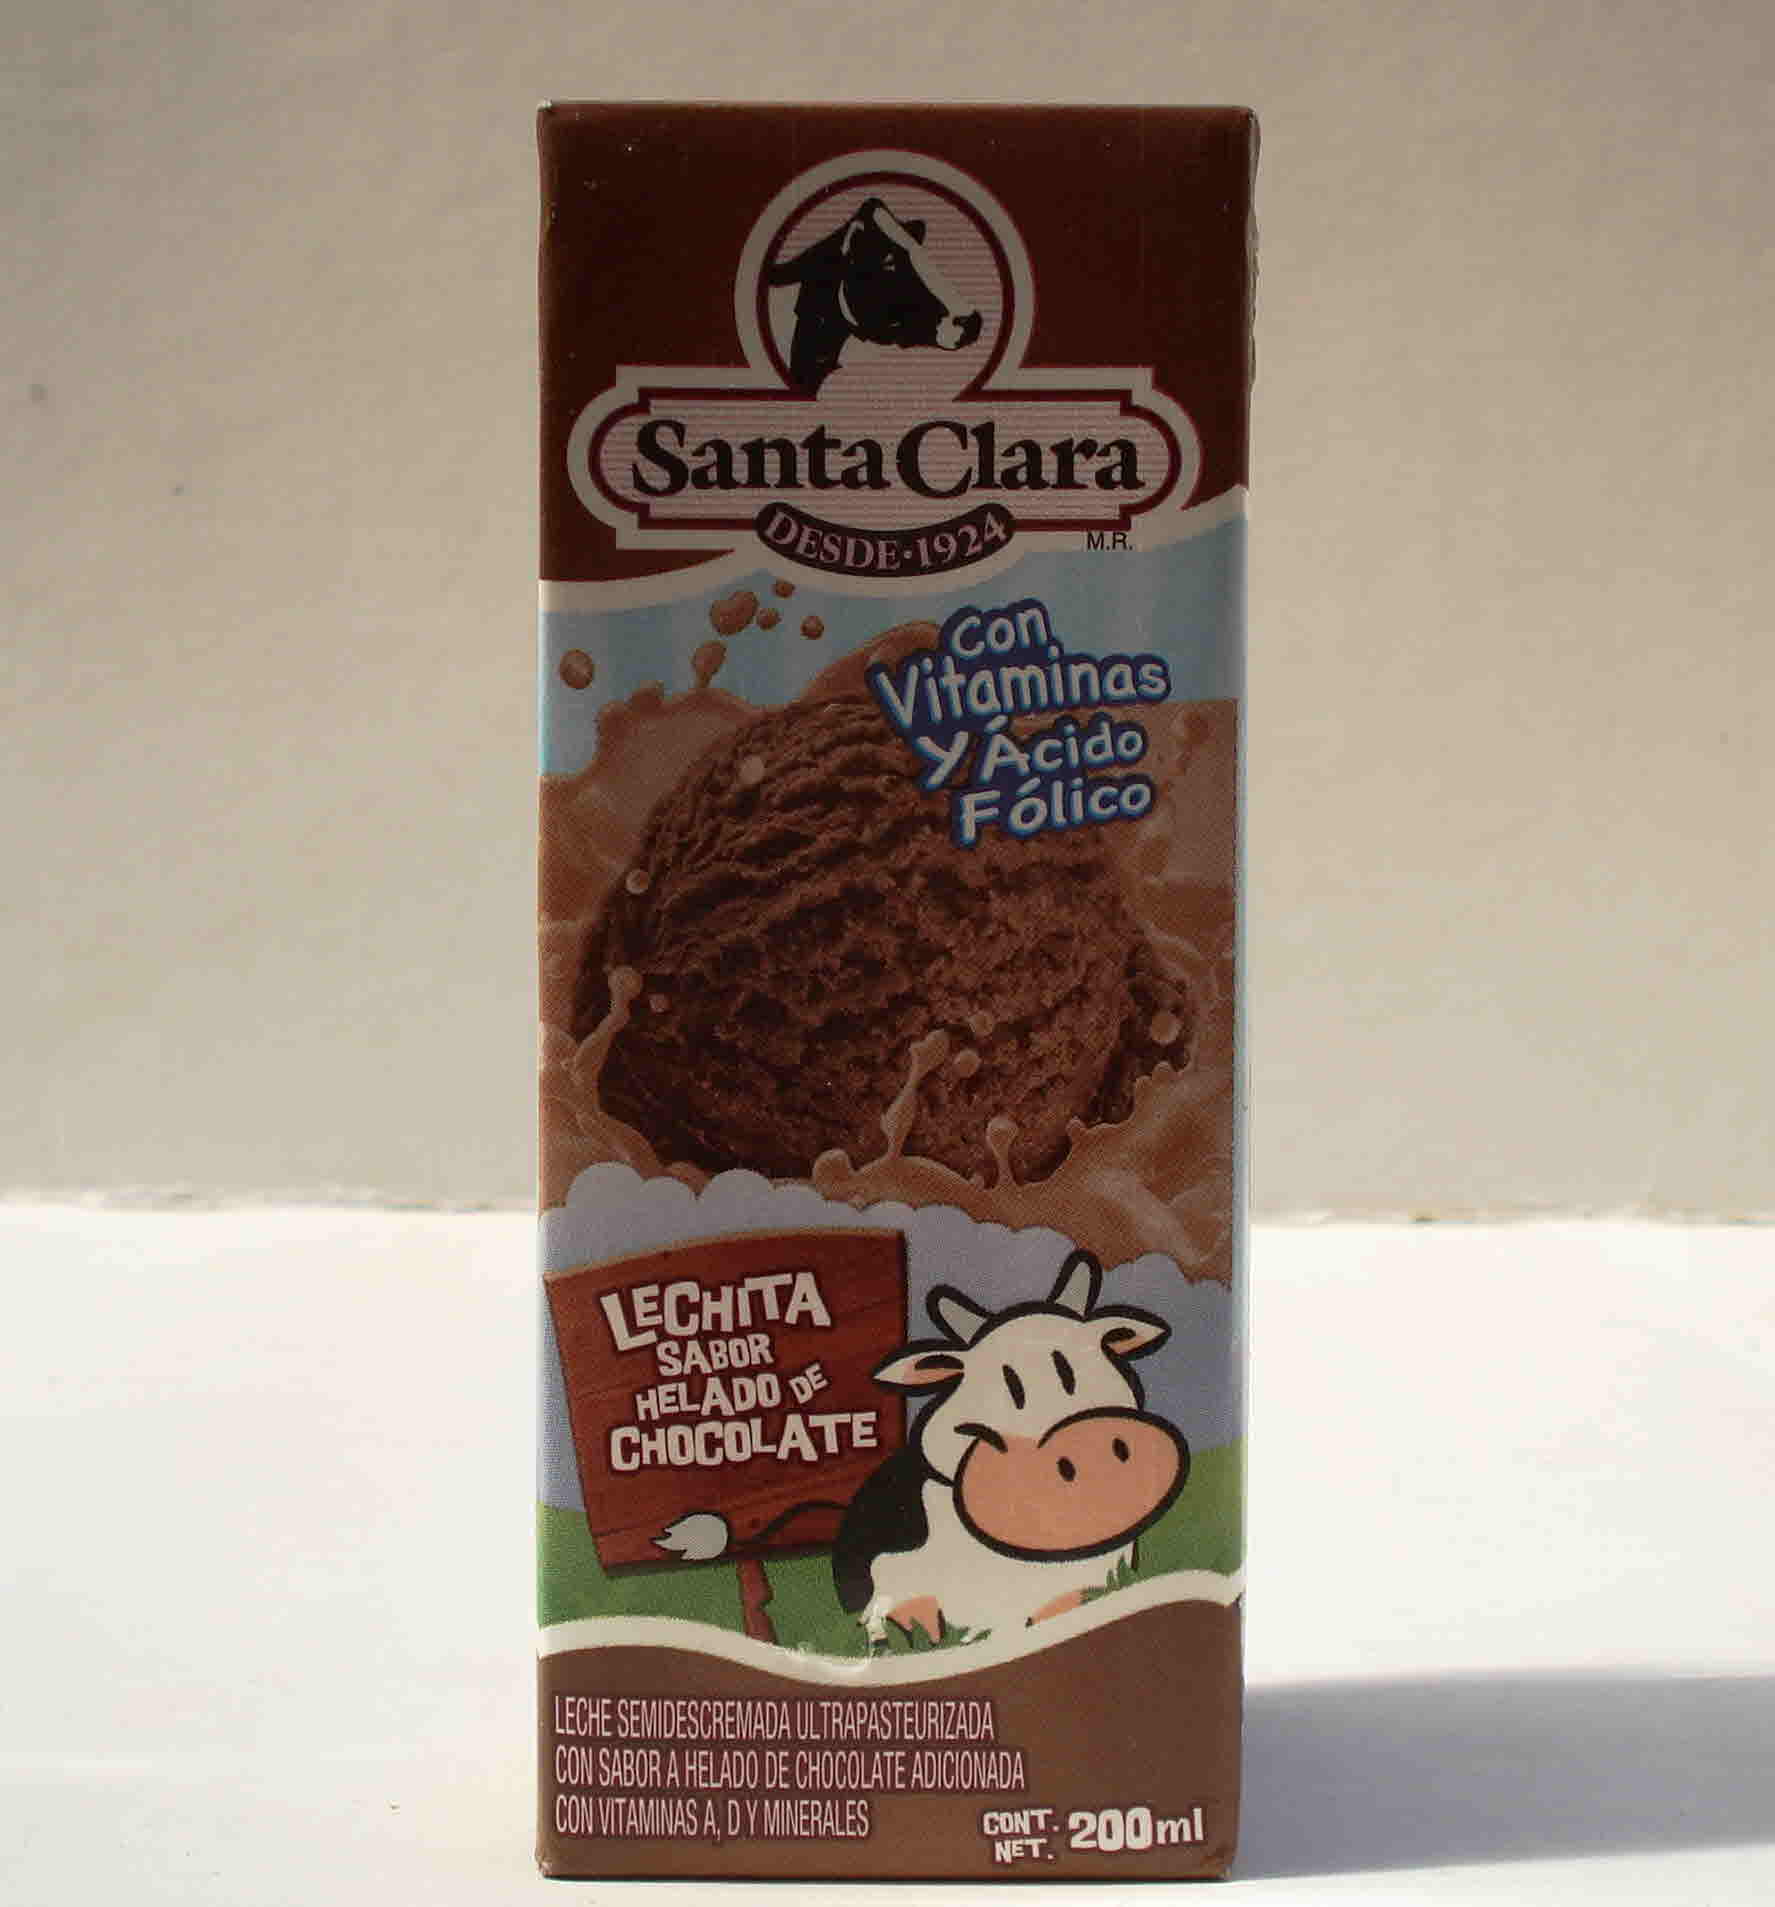 Santa Clara
DESDE·1924
M.R.
Con
Vitaminas
y Ácido
Fólico
LECHITA
SABOR
HELADO DE
CHOCOLATE
LECHE SEMIDESCREMADA ULTRAPASTEURIZADA
CON SABOR A HELADO DE CHOCOLATE ADICIONADA
CON VITAMINAS A, D Y MINERALES
CONT.
NET. 200ml